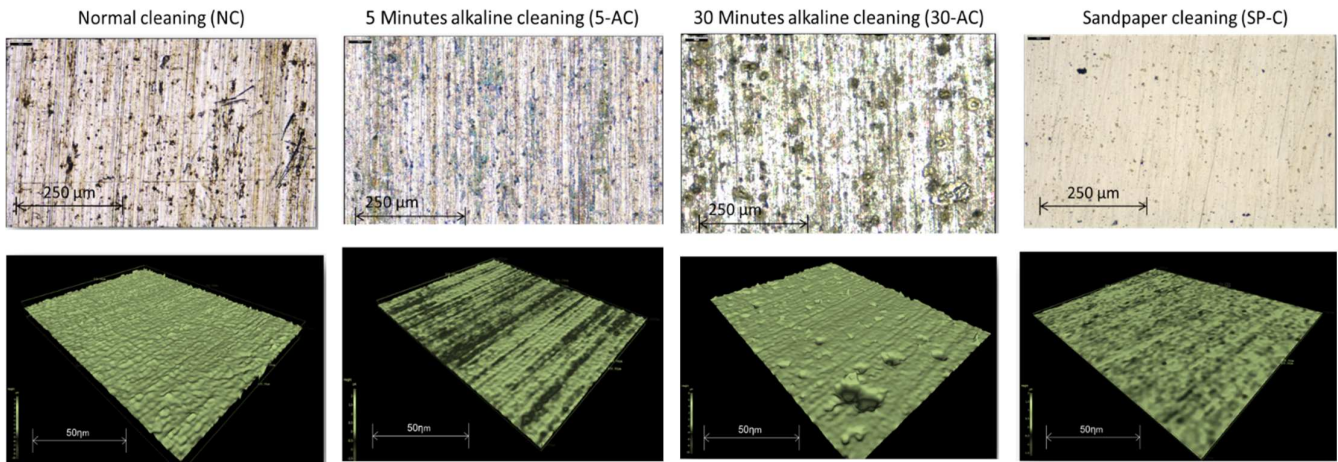 Normal cleaning (NC)
5 Minutes alkaline cleaning (5-AC)
30 Minutes alkaline cleaning (30-AC)
Sandpaper cleaning (SP-C)
250 µm
250 µm
250 µm
250 µm
50ηm
50ηm
50ηm
50ηm